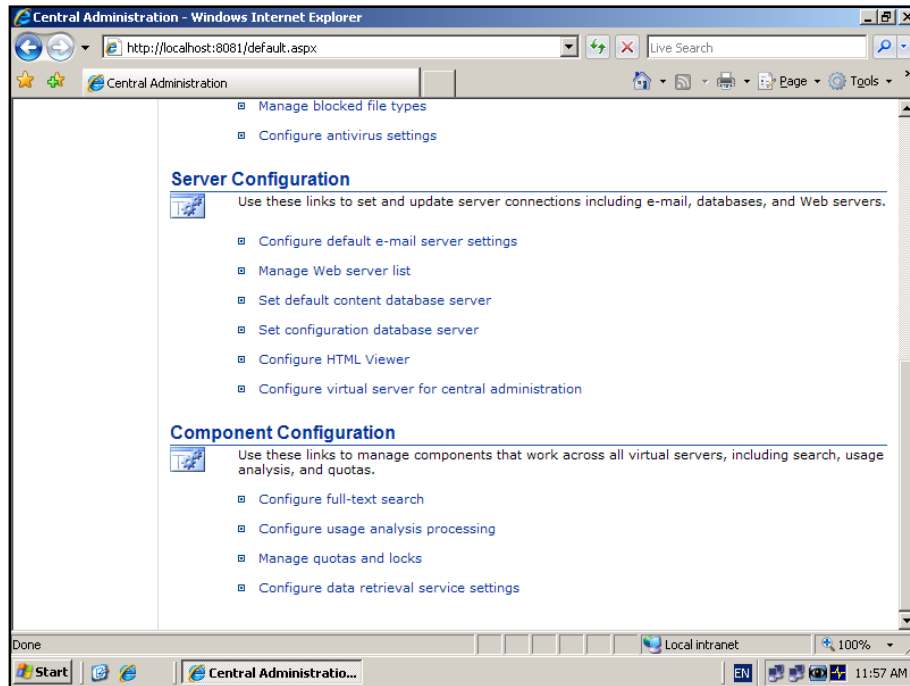 Central Administration - Windows Internet Explorer
http://localhost:8081/default.aspx
Live Search
Central Administration
Page
Tools
Manage blocked file types
Configure antivirus settings
Server Configuration
Use these links to set and update server connections including e-mail, databases, and Web servers.
Configure default e-mail server settings
Manage Web server list
Set default content database server
Set configuration database server
Configure HTML Viewer
Configure virtual server for central administration
Component Configuration
Use these links to manage components that work across all virtual servers, including search, usage
analysis, and quotas.
Configure full-text search
Configure usage analysis processing
Manage quotas and locks
Configure data retrieval service settings
Done
Local intranet
100%
Start
Central Administratio...
EN
11:57 AM